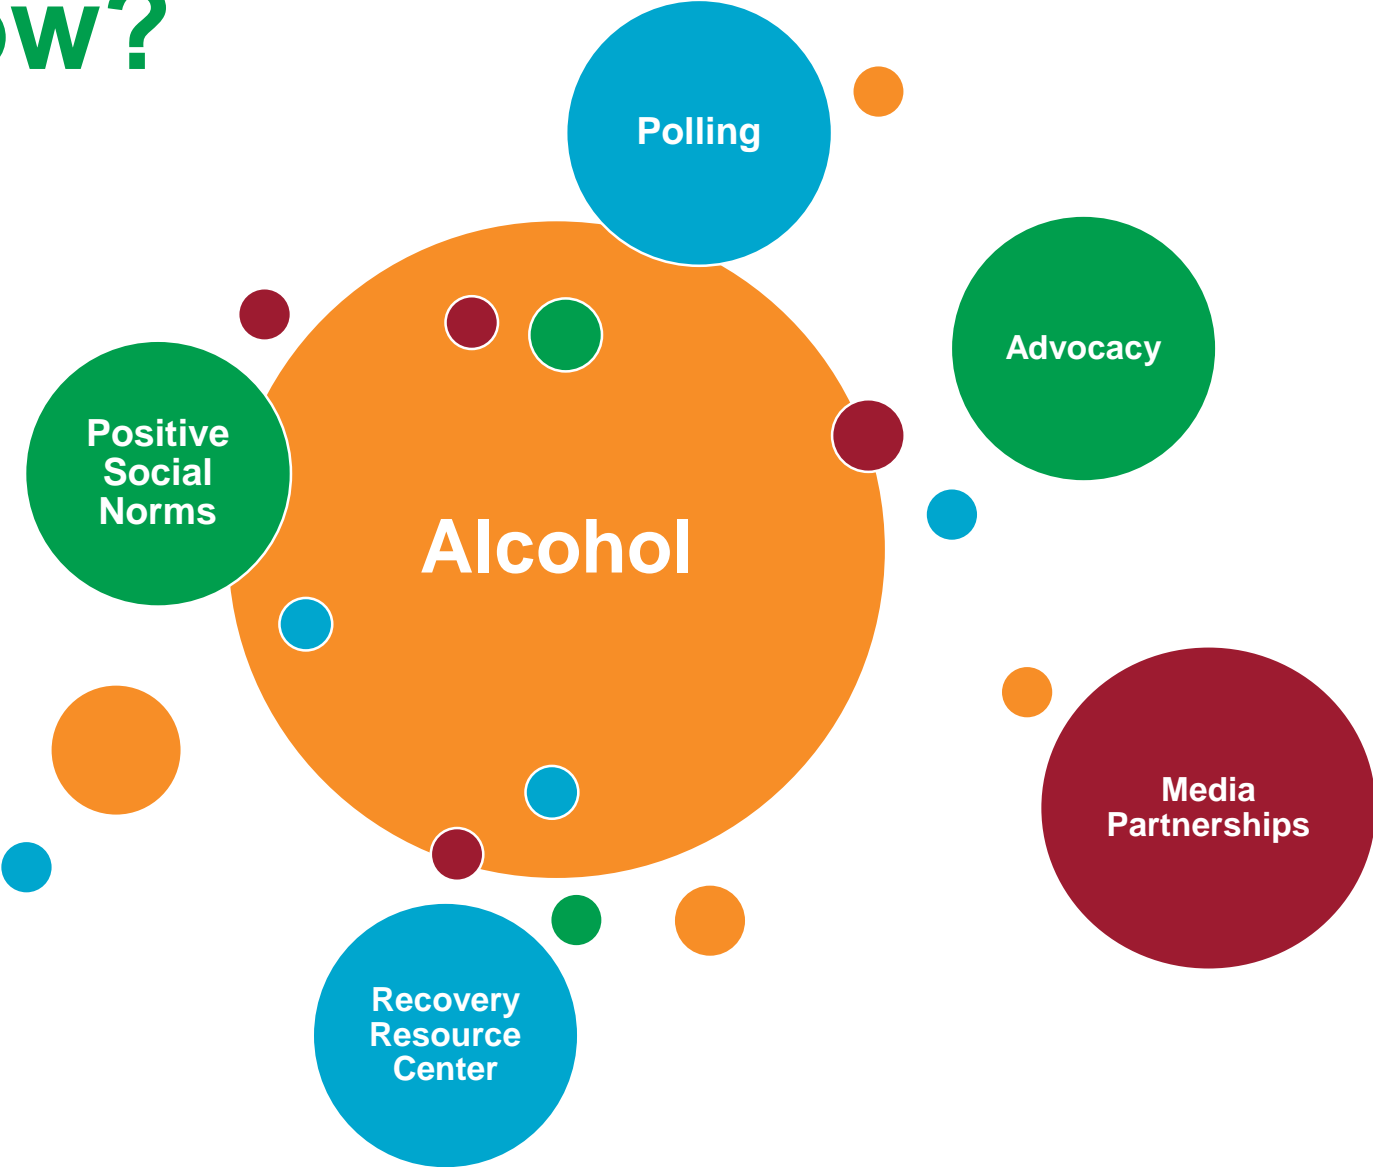 ow?
Polling
Advocacy
Positive
Social
Norms
Alcohol
Media
Partnerships
Recovery
Resource
Center